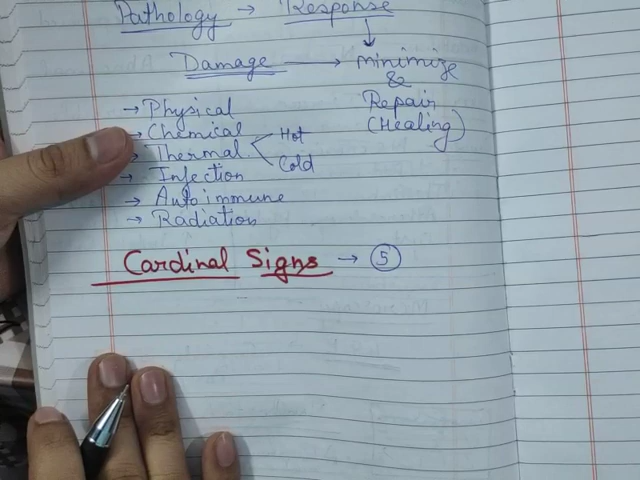 Pathology → Response
Damage → minimize
&
Repair
(Healing)
→ Physical
→ Chemical
→ Thermal Hot
Cold
→ Infection
→ Autoimmune
→ Radiation
Cardinal Signs → 5